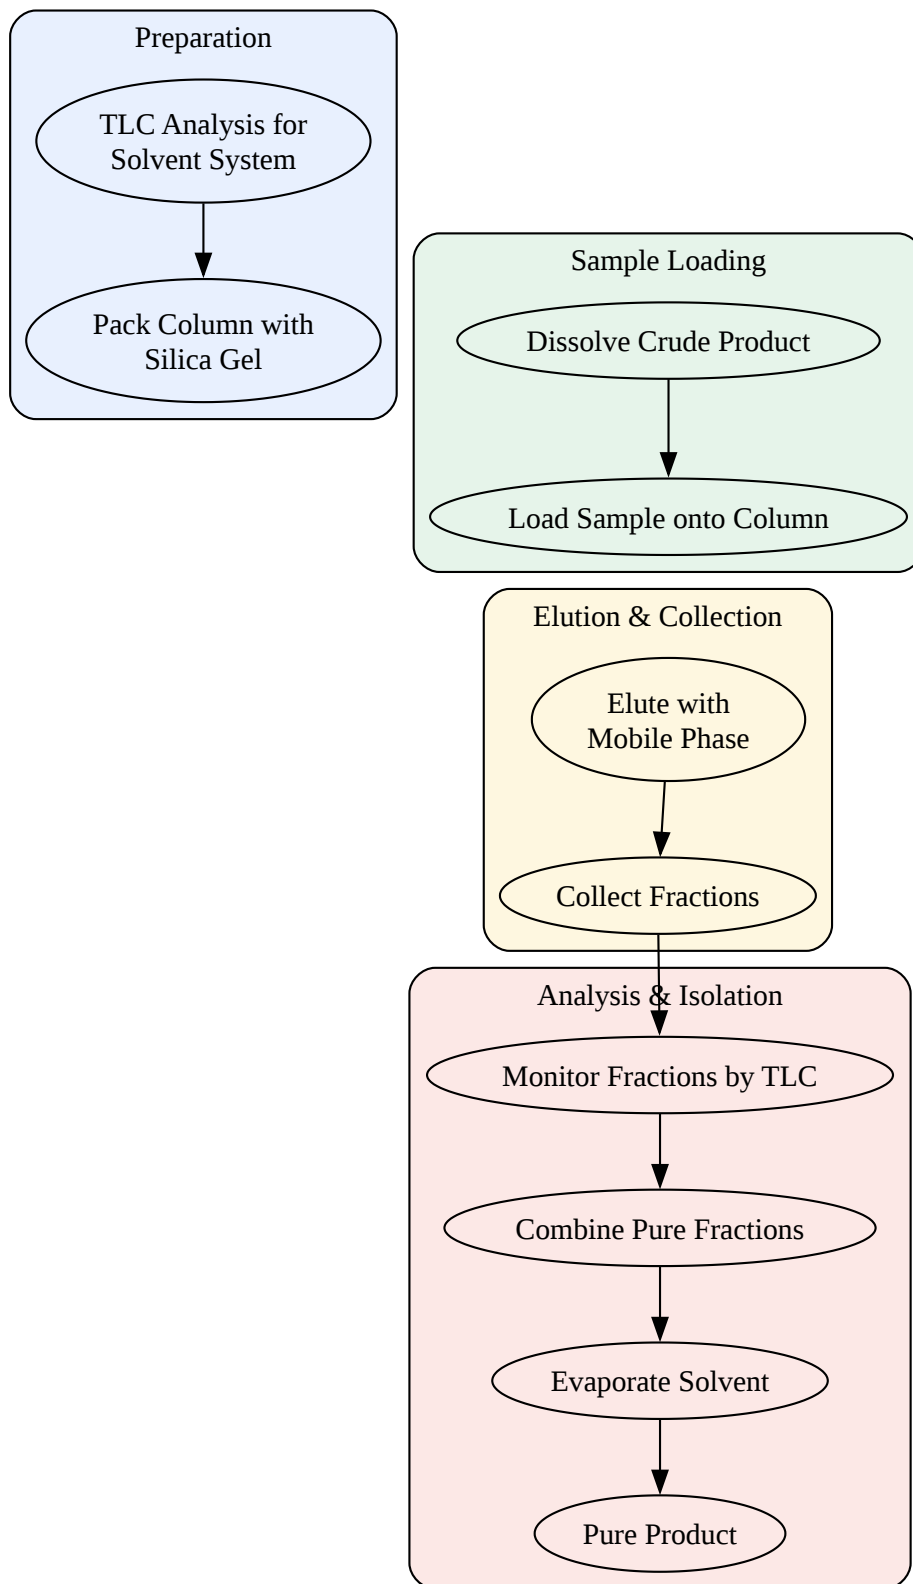 Preparation
TLC Analysis for
Solvent System
Pack Column with
Silica Gel
Sample Loading
Dissolve Crude Product
Load Sample onto Column
Elution & Collection
Elute with
Mobile Phase
Collect Fractions
Analysis & Isolation
Monitor Fractions by TLC
Combine Pure Fractions
Evaporate Solvent
Pure Product